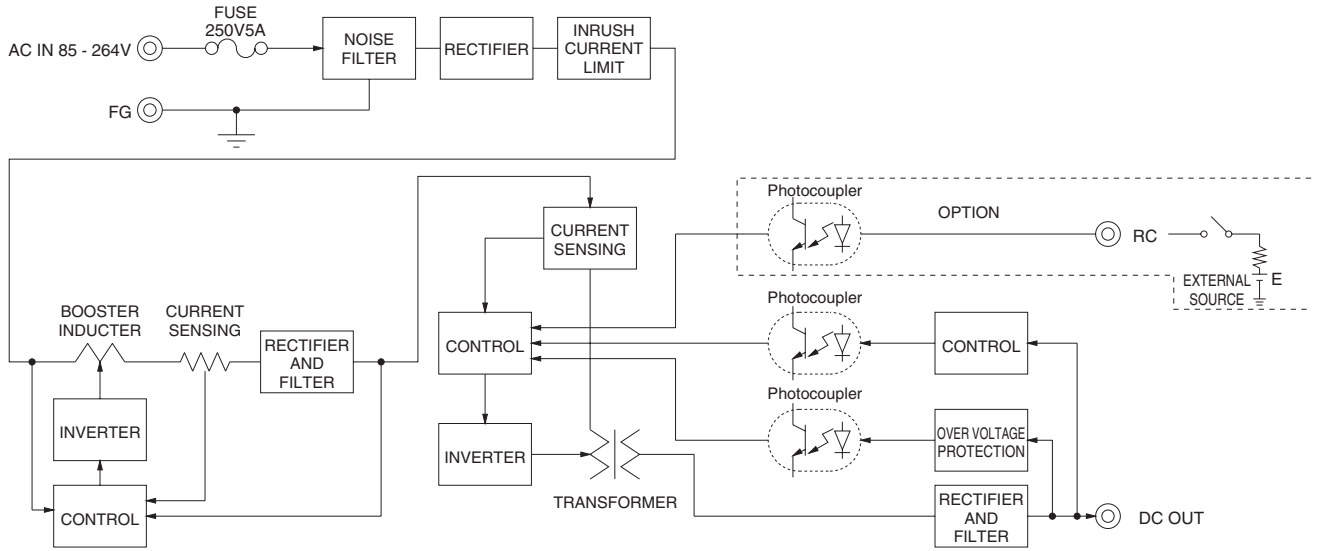 FUSE
250V5A
AC IN 85 - 264V
NOISE
FILTER
RECTIFIER
INRUSH
CURRENT
LIMIT
FG
Photocoupler
OPTION
RC
EXTERNAL
SOURCE
E
CURRENT
SENSING
BOOSTER
INDUCTER
CURRENT
SENSING
RECTIFIER
AND
FILTER
CONTROL
Photocoupler
CONTROL
Photocoupler
INVERTER
INVERTER
OVER VOLTAGE
PROTECTION
TRANSFORMER
CONTROL
RECTIFIER
AND
FILTER
DC OUT